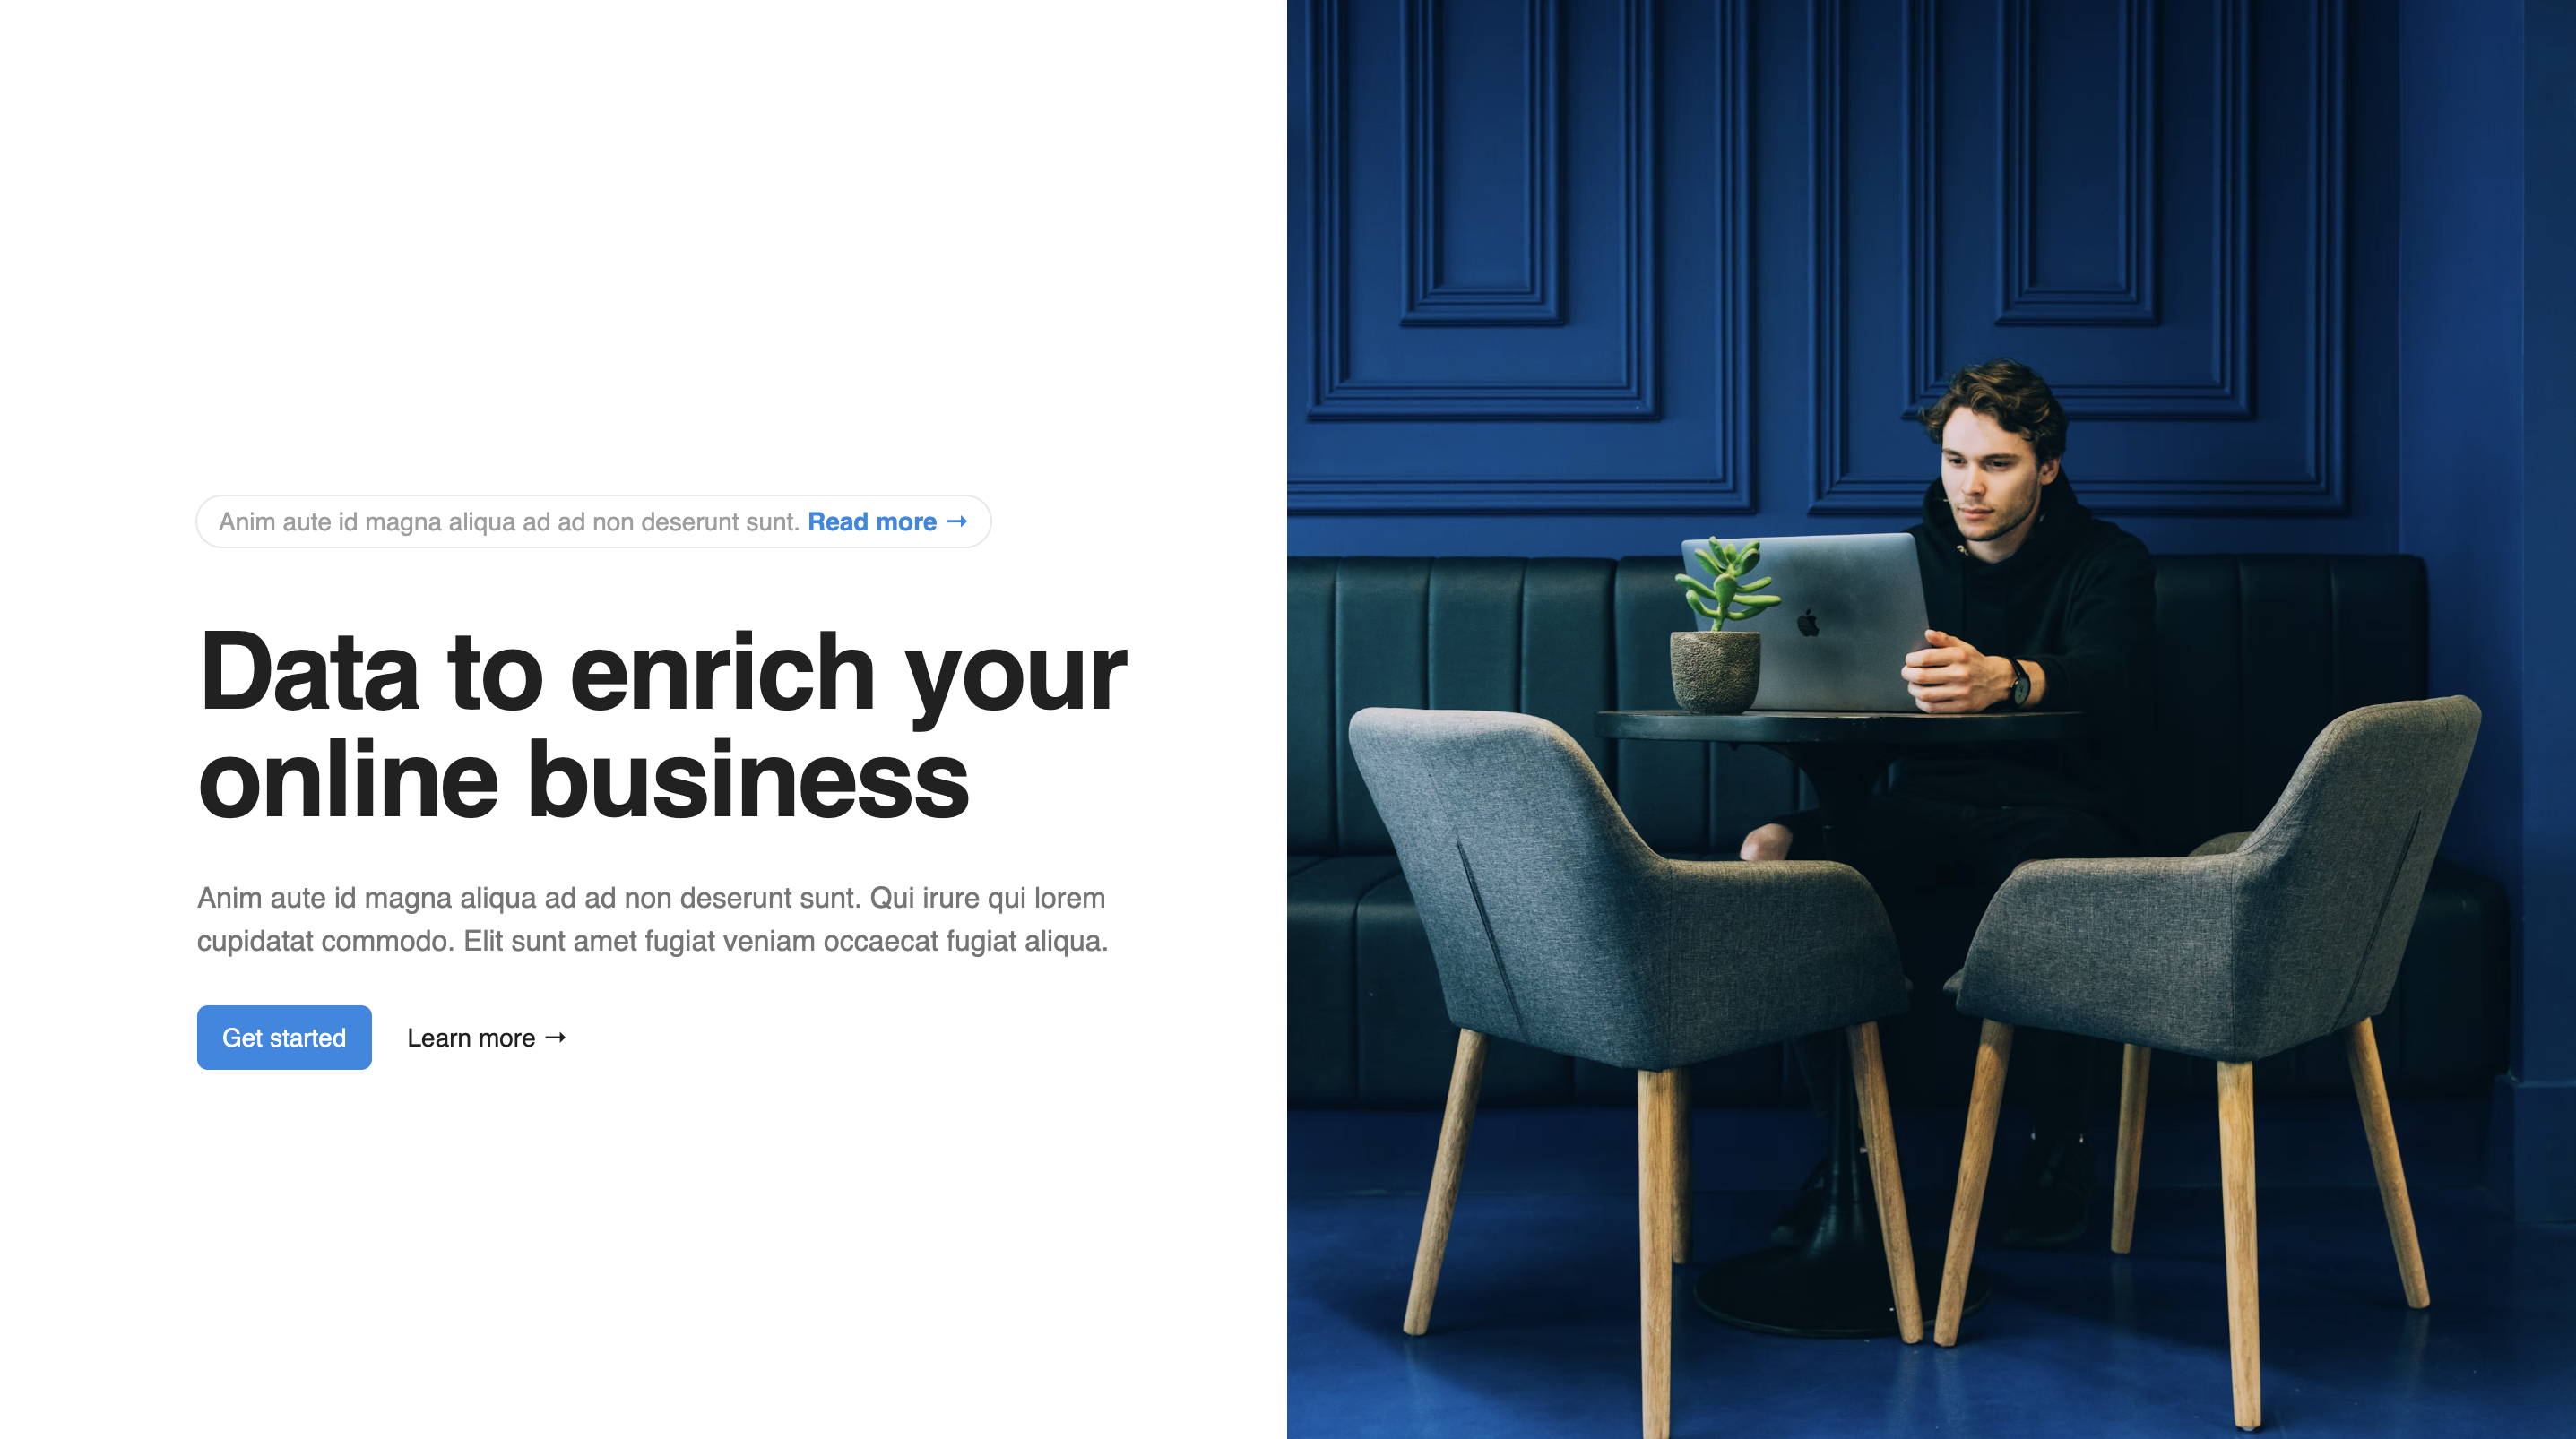 Anim aute id magna aliqua ad ad non deserunt sunt. Read more →
Data to enrich your
online business
Anim aute id magna aliqua ad ad non deserunt sunt. Qui irure qui lorem
cupidatat commodo. Elit sunt amet fugiat veniam occaecat fugiat aliqua.
Get started
Learn more →